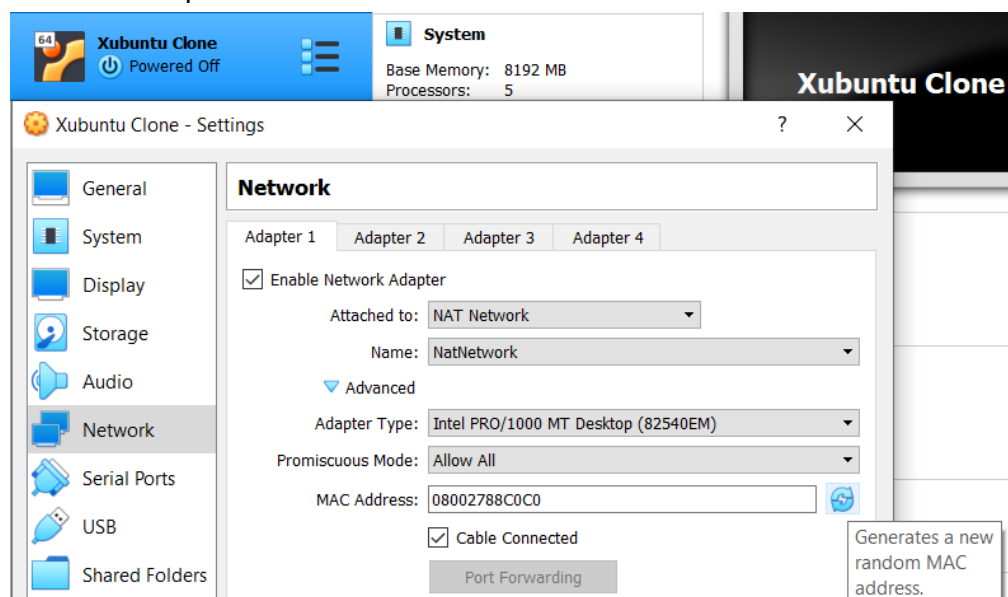 64
Xubuntu Clone
Powered Off
System
Base Memory: 8192 MB
Processors: 5
Xubuntu Clone
Xubuntu Clone - Settings
?
General
System
Display
Storage
Audio
Network
Serial Ports
USB
Shared Folders
Network
Adapter 1 Adapter 2 Adapter 3 Adapter 4
Enable Network Adapter
Attached to: NAT Network
Name: NatNetwork
Advanced
Adapter Type: Intel PRO/1000 MT Desktop (82540EM)
Promiscuous Mode: Allow All
MAC Address: 08002788C0C0
Cable Connected
Port Forwarding
Generates a new
random MAC
address.